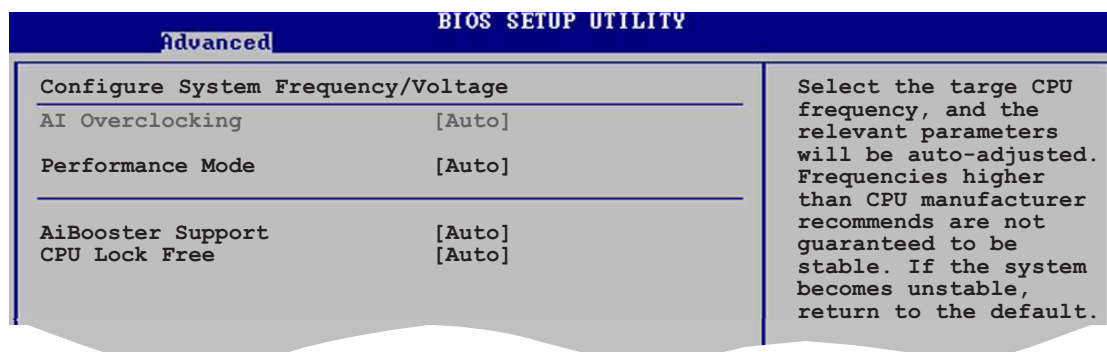 BIOS SETUP UTILITY
Advanced
Configure System Frequency/Voltage
AI Overclocking [Auto]
Performance Mode [Auto]
AiBooster Support [Auto]
CPU Lock Free [Auto]
Select the targe CPU
frequency, and the
relevant parameters
will be auto-adjusted.
Frequencies higher
than CPU manufacturer
recommends are not
guaranteed to be
stable. If the system
becomes unstable,
return to the default.